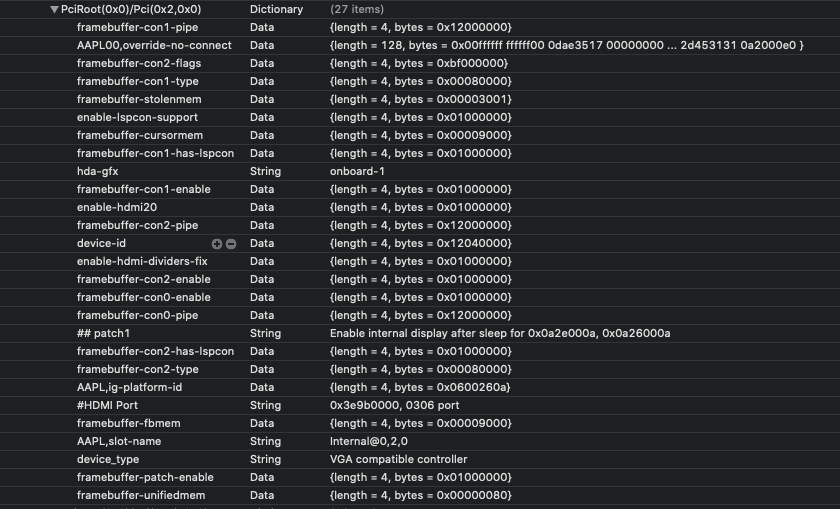 PciRoot(0x0)/Pci(0x2,0x0) Dictionary (27 items)
framebuffer-con1-pipe Data {length = 4, bytes = 0x12000000}
AAPL00,override-no-connect Data {length = 128, bytes = 0x00ffffff ffffff00 0dae3517 00000000 ... 2d453131 0a2000e0 }
framebuffer-con2-flags Data {length = 4, bytes = 0xbf000000}
framebuffer-con1-type Data {length = 4, bytes = 0x00080000}
framebuffer-stolenmem Data {length = 4, bytes = 0x00003001}
enable-lspcon-support Data {length = 4, bytes = 0x01000000}
framebuffer-cursormem Data {length = 4, bytes = 0x00009000}
framebuffer-con1-has-lspcon Data {length = 4, bytes = 0x01000000}
hda-gfx String onboard-1
framebuffer-con1-enable Data {length = 4, bytes = 0x01000000}
enable-hdmi20 Data {length = 4, bytes = 0x01000000}
framebuffer-con2-pipe Data {length = 4, bytes = 0x12000000}
device-id Data {length = 4, bytes = 0x12040000}
enable-hdmi-dividers-fix Data {length = 4, bytes = 0x01000000}
framebuffer-con2-enable Data {length = 4, bytes = 0x01000000}
framebuffer-con0-enable Data {length = 4, bytes = 0x01000000}
framebuffer-con0-pipe Data {length = 4, bytes = 0x12000000}
## patch1 String Enable internal display after sleep for 0x0a2e000a, 0x0a26000a
framebuffer-con2-has-lspcon Data {length = 4, bytes = 0x01000000}
framebuffer-con2-type Data {length = 4, bytes = 0x00080000}
AAPL,ig-platform-id Data {length = 4, bytes = 0x0600260a}
#HDMI Port String 0x3e9b0000, 0306 port
framebuffer-fbmem Data {length = 4, bytes = 0x00009000}
AAPL,slot-name String Internal@0,2,0
device_type String VGA compatible controller
framebuffer-patch-enable Data {length = 4, bytes = 0x01000000}
framebuffer-unifiedmem Data {length = 4, bytes = 0x00000080}